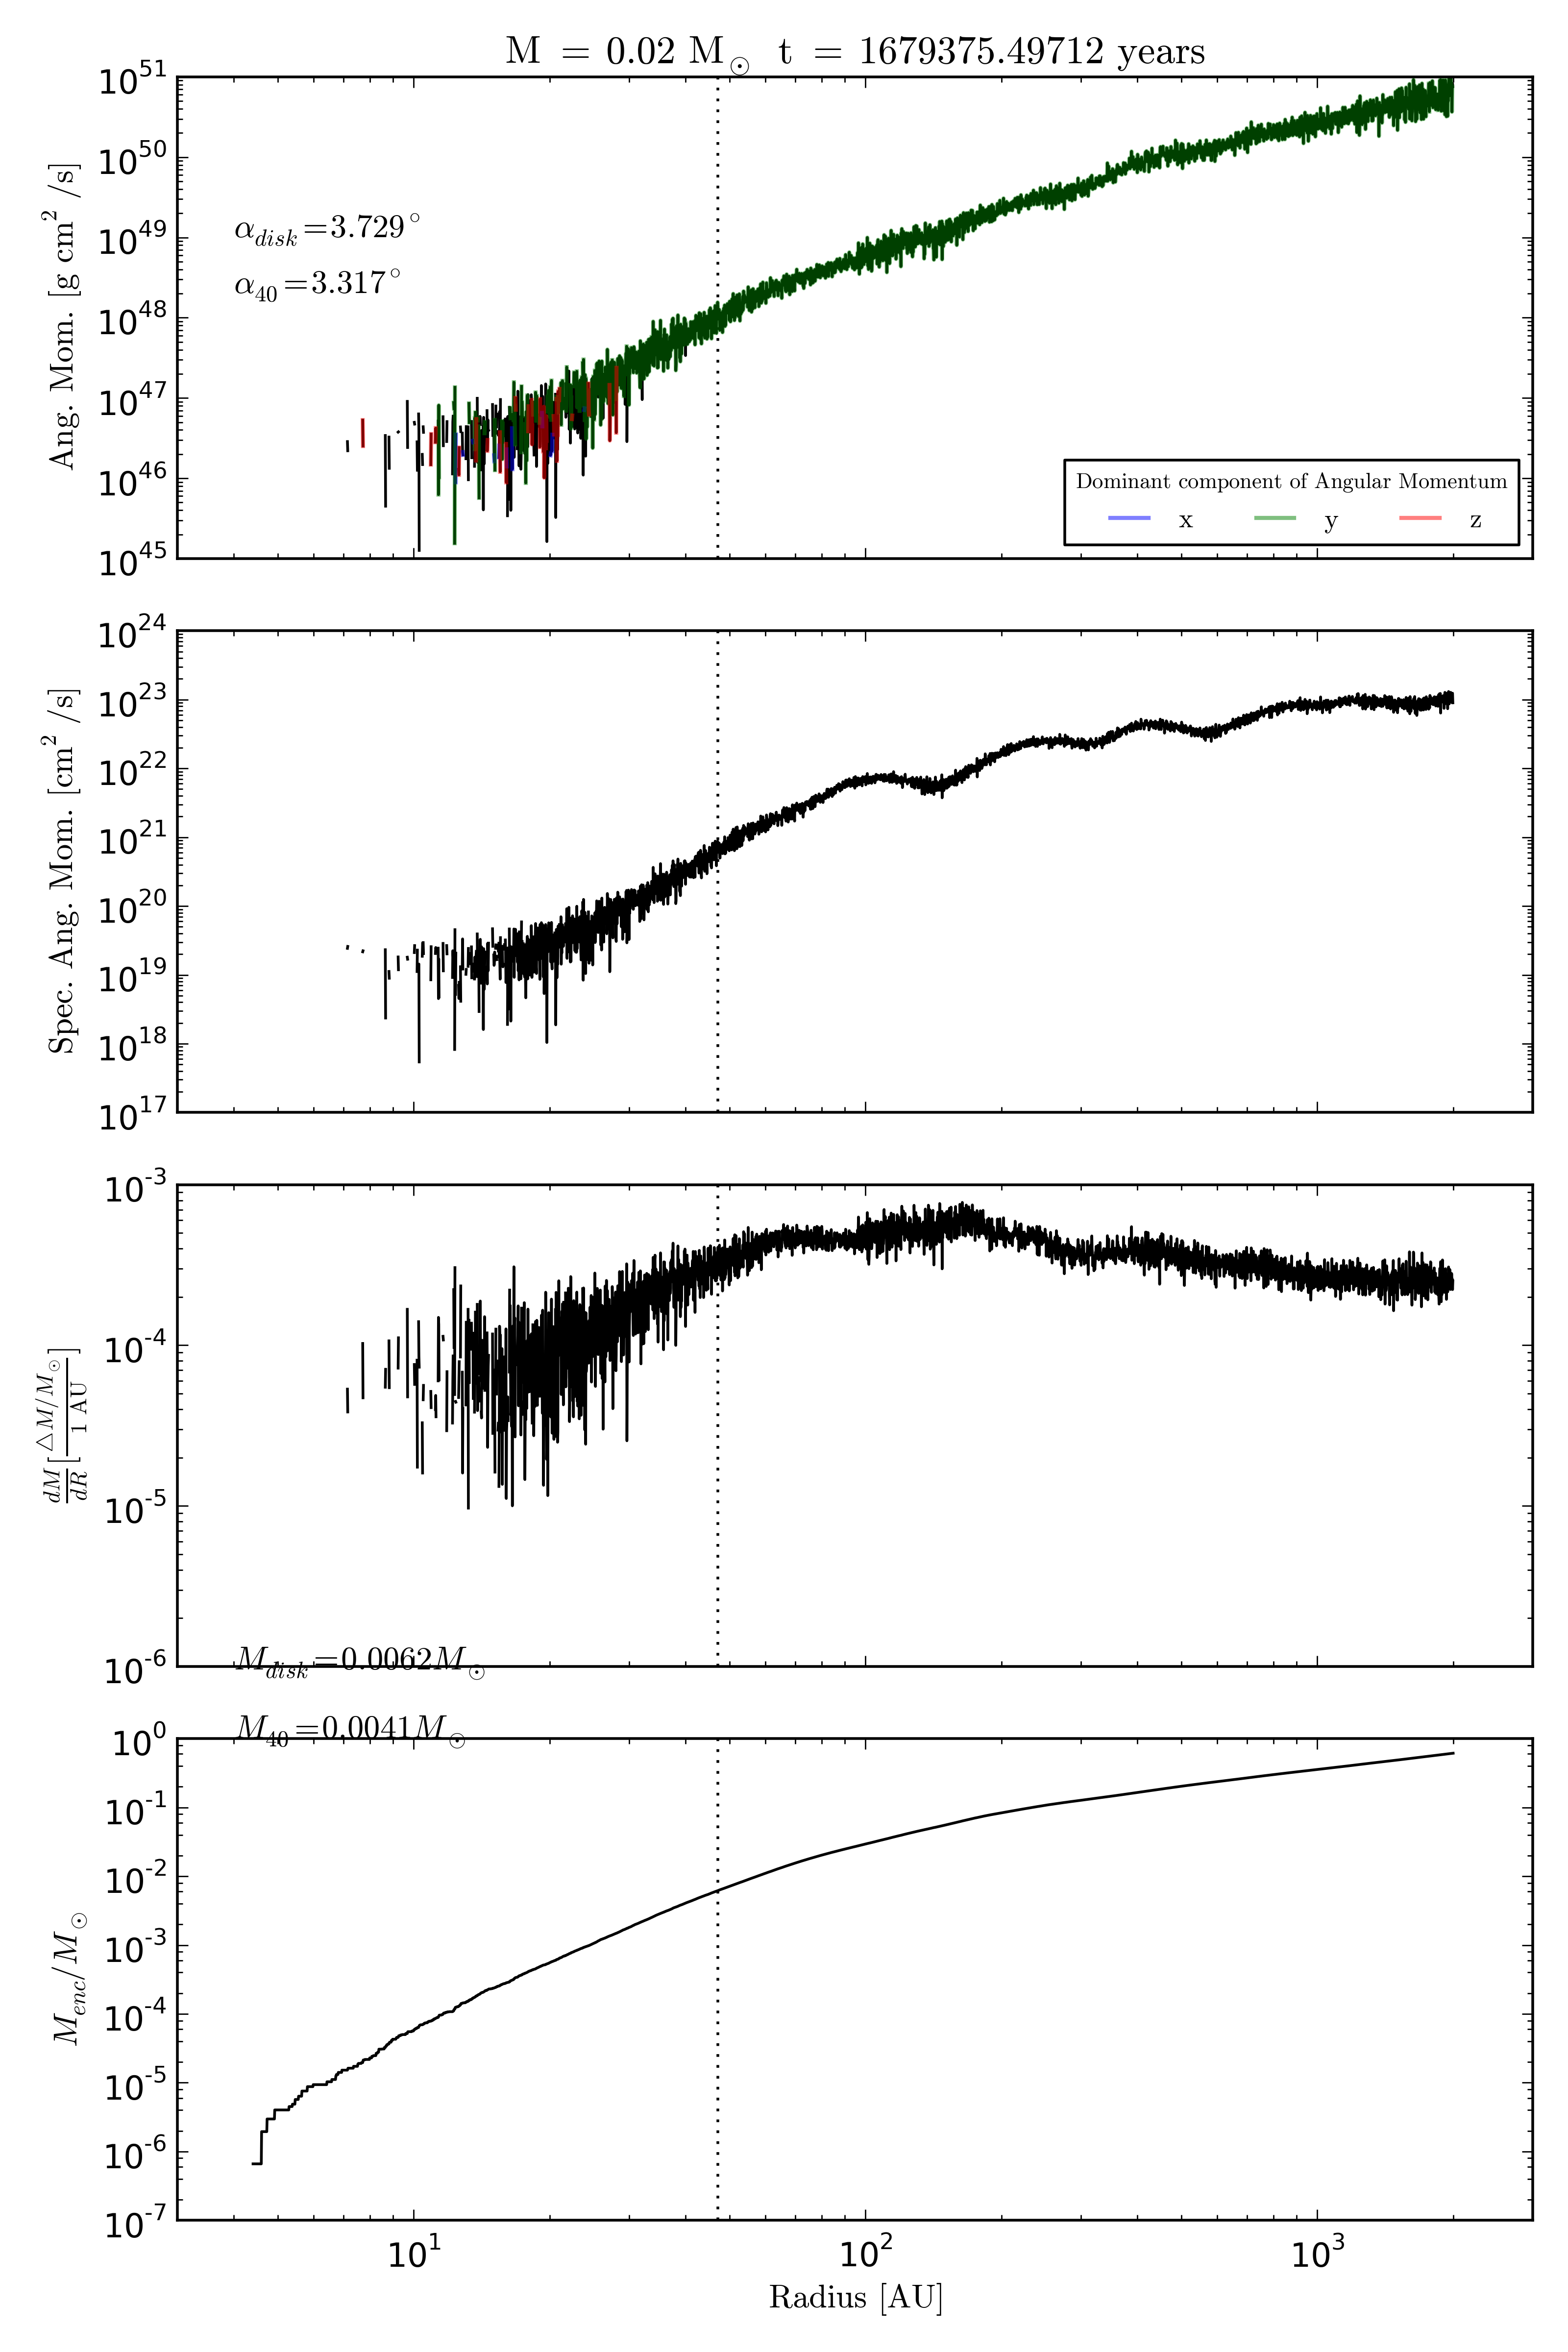 M = 0.02 M⊙ t = 1679375.49712 years
10^51
10^50
10^49
10^48
10^47
10^46
10^45
Ang. Mom. [g cm^2 /s]
α_disk=3.729°
α_40=3.317°
Dominant component of Angular Momentum
x y z
10^24
10^23
10^22
10^21
10^20
10^19
10^18
10^17
Spec. Ang. Mom. [cm^2 /s]
10^-3
10^-4
10^-5
10^-6
dM/dR [△M/M⊙ / 1 AU]
M_disk=0.0062M⊙
M_40=0.0041M⊙
10^0
10^-1
10^-2
10^-3
10^-4
10^-5
10^-6
10^-7
M_enc/M⊙
10^1 10^2 10^3
Radius [AU]